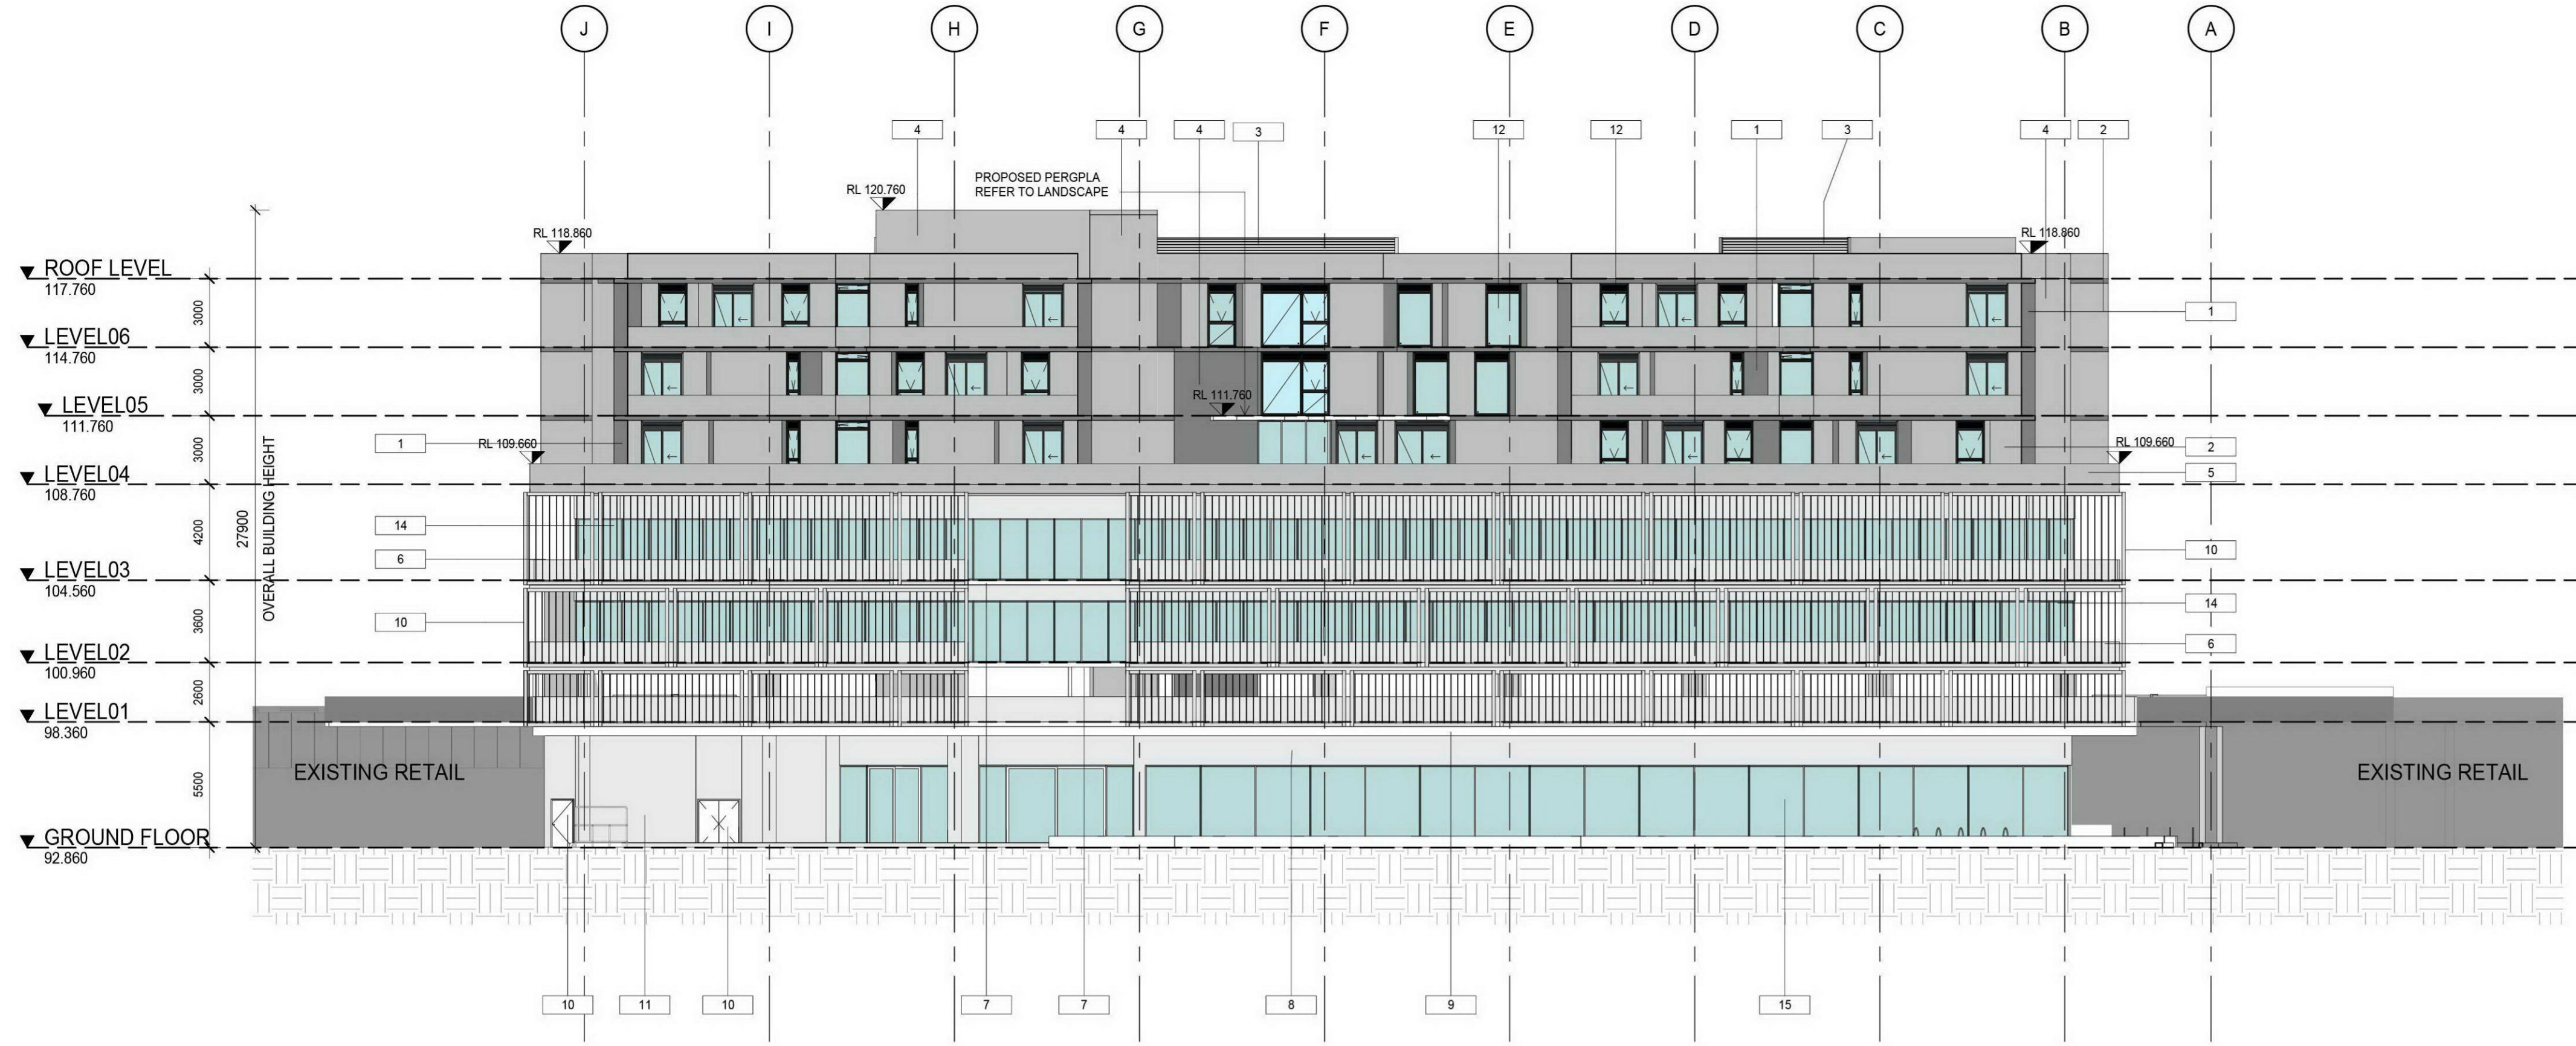 J I H G F E D C B A
4 4 4 3 12 12 1 3 4 2
PROPOSED PERGPLA
REFER TO LANDSCAPE
RL 120.760
RL 118.860
RL 118.860
ROOF LEVEL
117.760
3000
1
LEVEL06
114.760
3000
RL 111.760
LEVEL05
111.760
3000
1
RL 109.660
RL 109.660
2
5
LEVEL04
108.760
4200
27900
OVERALL BUILDING HEIGHT
14
6
10
LEVEL03
104.560
3600
10
14
6
LEVEL02
100.960
2600
LEVEL01
98.360
5500
EXISTING RETAIL
EXISTING RETAIL
GROUND FLOOR
92.860
10 11 10 7 7 8 9 15